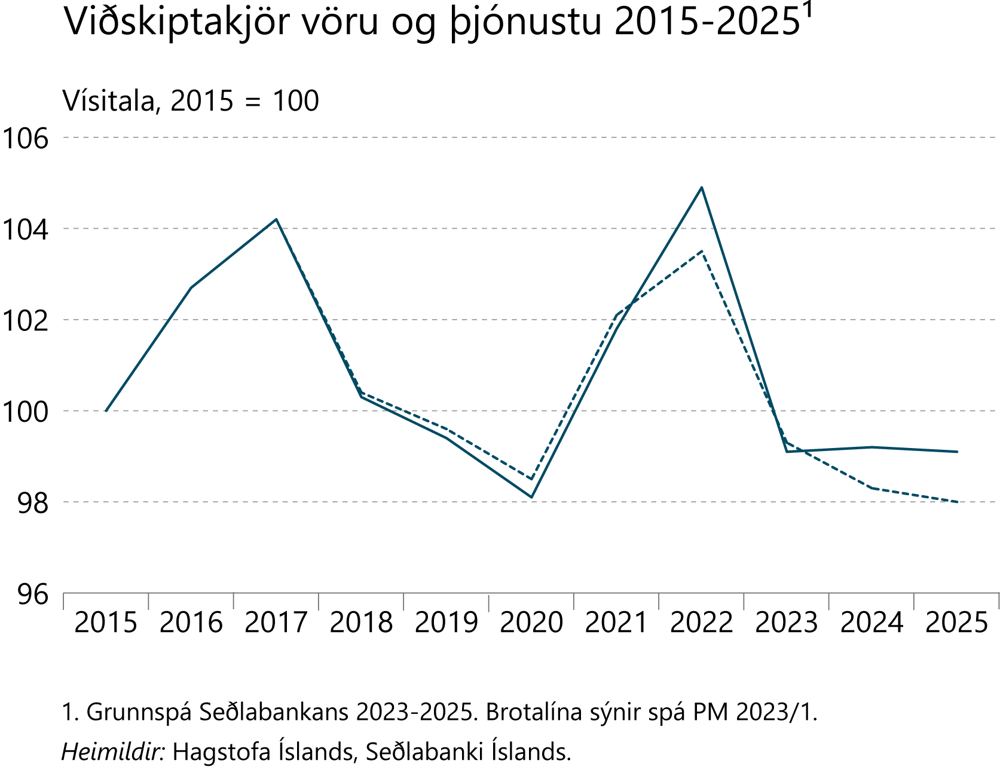 Viðskiptakjör vöru og þjónustu 2015-2025¹
Vísitala, 2015 = 100
106
104
102
100
98
96
2015 2016 2017 2018 2019 2020 2021 2022 2023 2024 2025
1. Grunnspá Seðlabankans 2023-2025. Brotalína sýnir spá PM 2023/1.
Heimildir: Hagstofa Íslands, Seðlabanki Íslands.